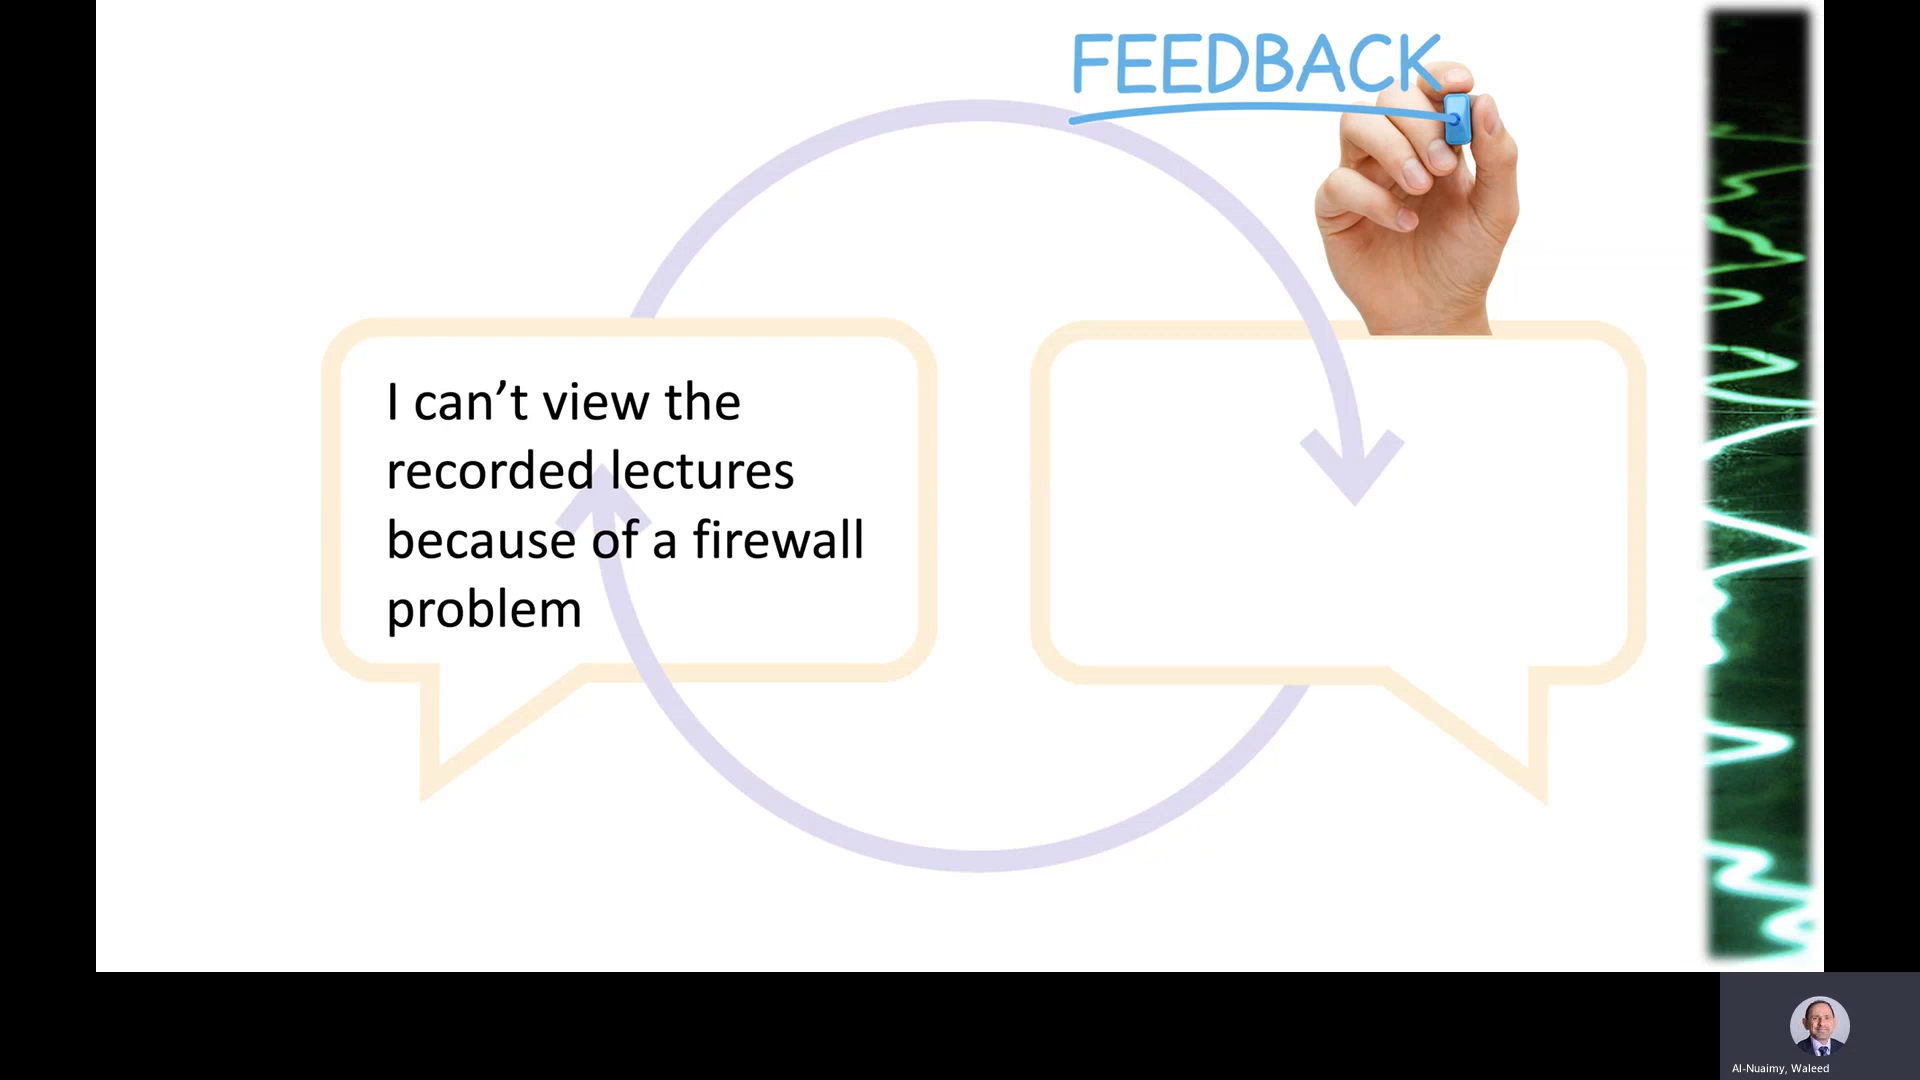 FEEDBACK
I can’t view the
recorded lectures
because of a firewall
problem
Al-Nuaimy, Waleed